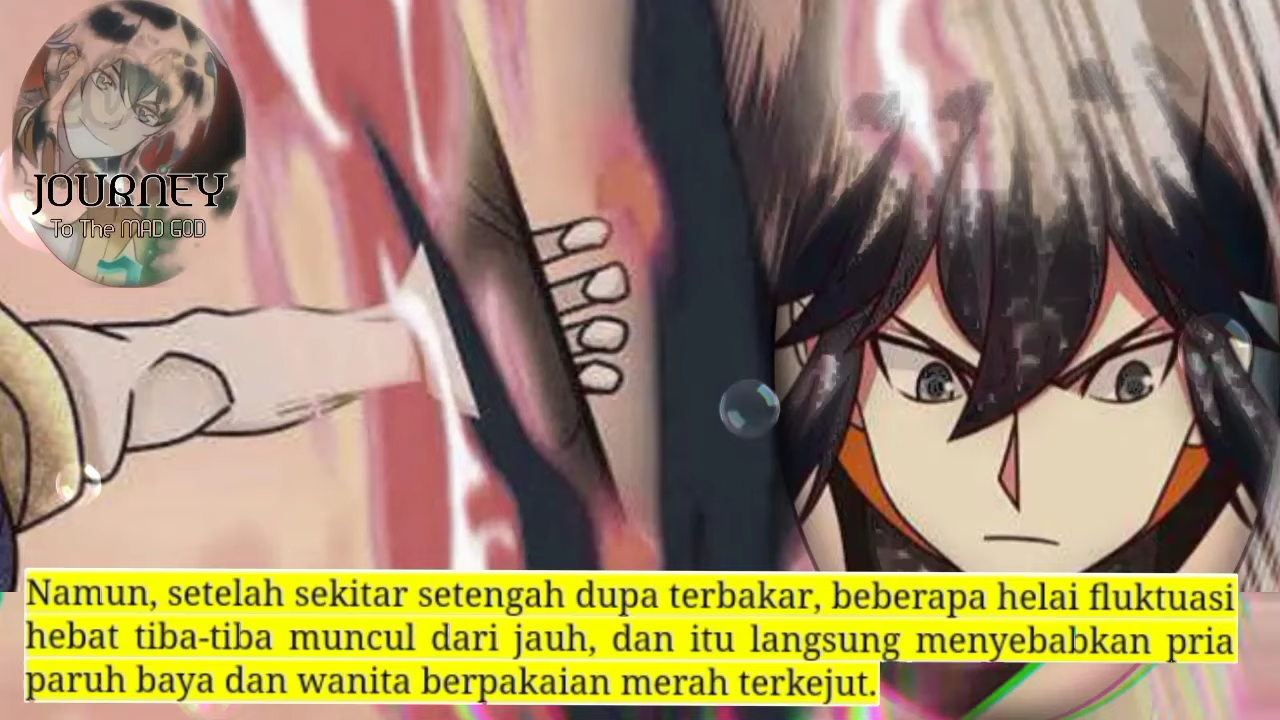 JOURNEY
To The MAD GOD
Namun, setelah sekitar setengah dupa terbakar, beberapa helai fluktuasi
hebat tiba-tiba muncul dari jauh, dan itu langsung menyebabkan pria
paruh baya dan wanita berpakaian merah terkejut.